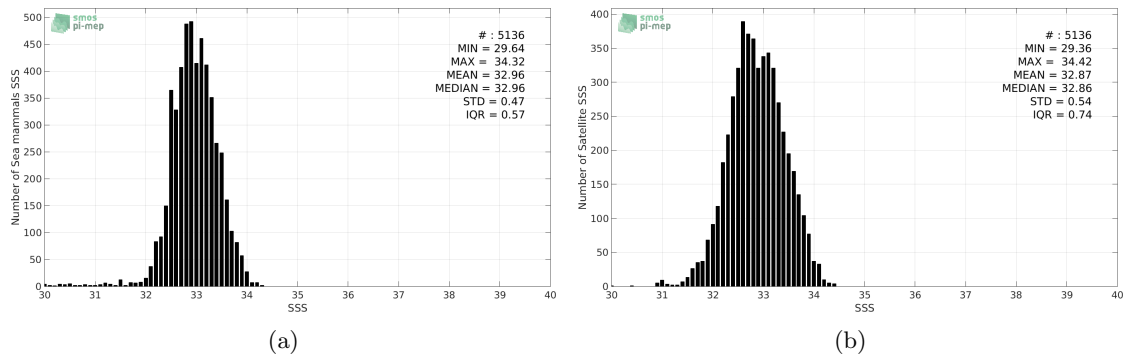 smos
pi-mep
# : 5136
MIN = 29.64
MAX = 34.32
MEAN = 32.96
MEDIAN = 32.96
STD = 0.47
IQR = 0.57
Number of Sea mammals SSS
500
450
400
350
300
250
200
150
100
50
0
30 31 32 33 34 35 36 37 38 39 40
SSS
(a)
smos
pi-mep
# : 5136
MIN = 29.36
MAX = 34.42
MEAN = 32.87
MEDIAN = 32.86
STD = 0.54
IQR = 0.74
Number of Satellite SSS
400
350
300
250
200
150
100
50
0
30 31 32 33 34 35 36 37 38 39 40
SSS
(b)